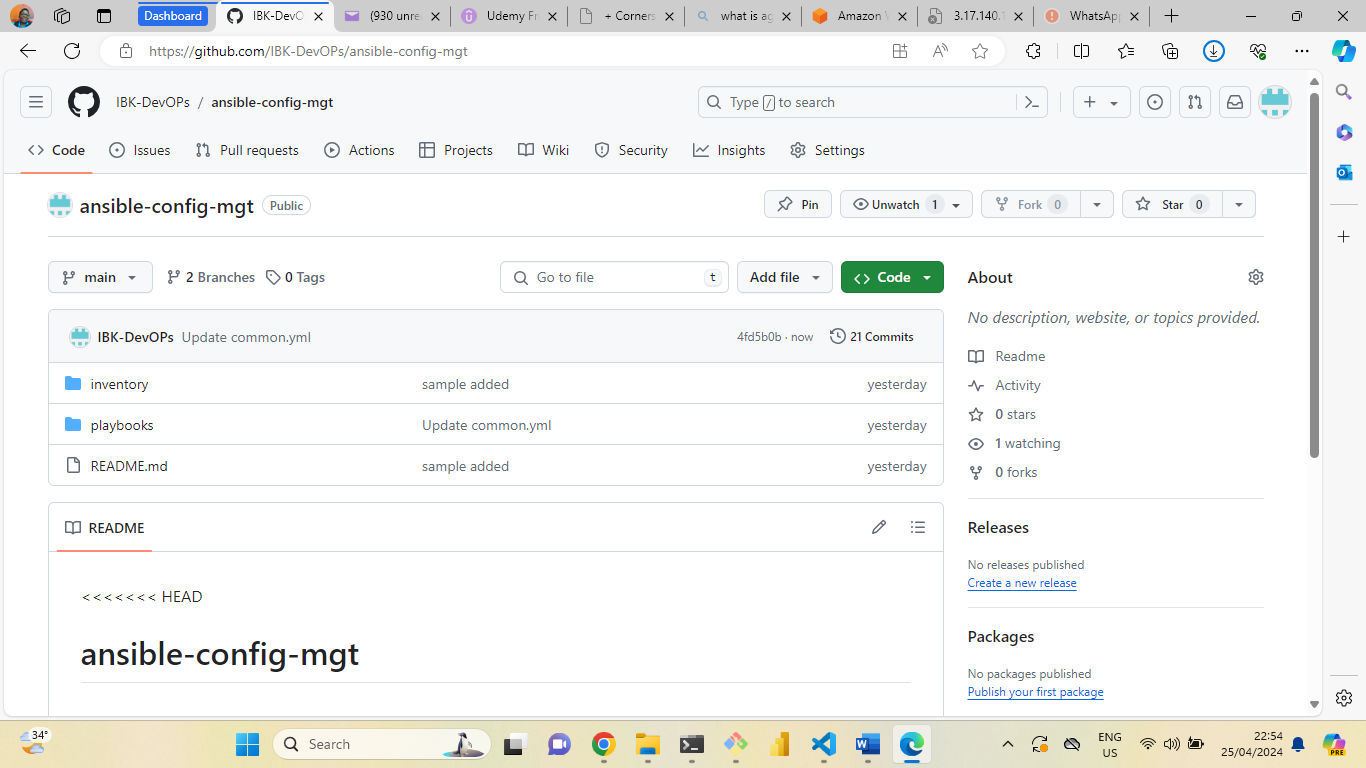 Dashboard
IBK-DevO
(930 unre
Udemy Fr
+ Corners
what is ag
Amazon
3.17.140.1
WhatsApp
https://github.com/IBK-DevOPs/ansible-config-mgt
IBK-DevOPs / ansible-config-mgt
Type / to search
Code Issues Pull requests Actions Projects Wiki Security Insights Settings
ansible-config-mgt Public
Pin Unwatch 1 Fork 0 Star 0
main 2 Branches 0 Tags
Go to file t Add file <> Code
About
No description, website, or topics provided.
IBK-DevOPs Update common.yml 4fd5b0b · now 21 Commits
inventory sample added yesterday
playbooks Update common.yml yesterday
README.md sample added yesterday
Readme
Activity
0 stars
1 watching
0 forks
README
<<<<<<< HEAD
ansible-config-mgt
Releases
No releases published
Create a new release
Packages
No packages published
Publish your first package
34°
Search
ENG
US
22:54
25/04/2024
PRE